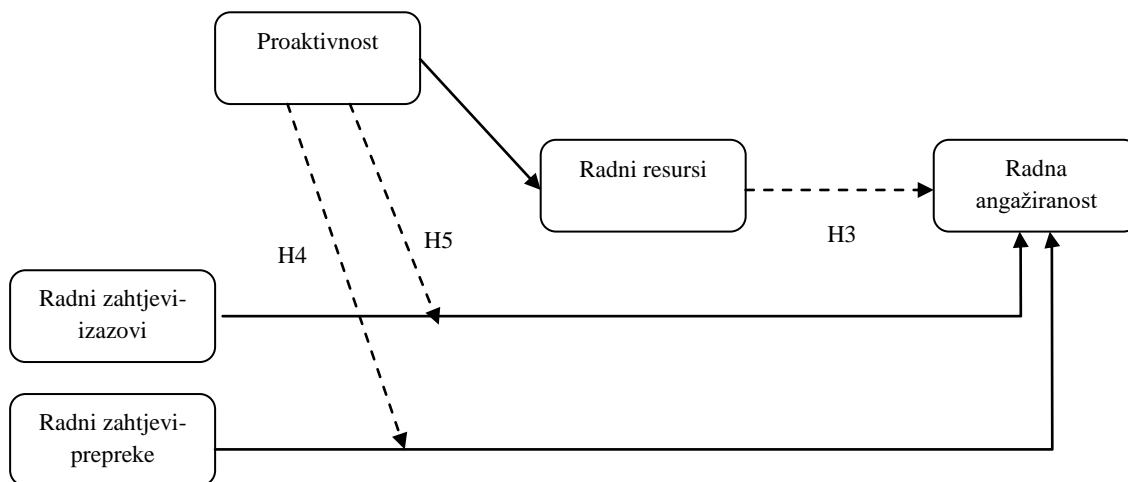 Proaktivnost
Radni resursi
Radna
angažiranost
H3
H5
H4
Radni zahtjevi-
izazovi
Radni zahtjevi-
prepreke